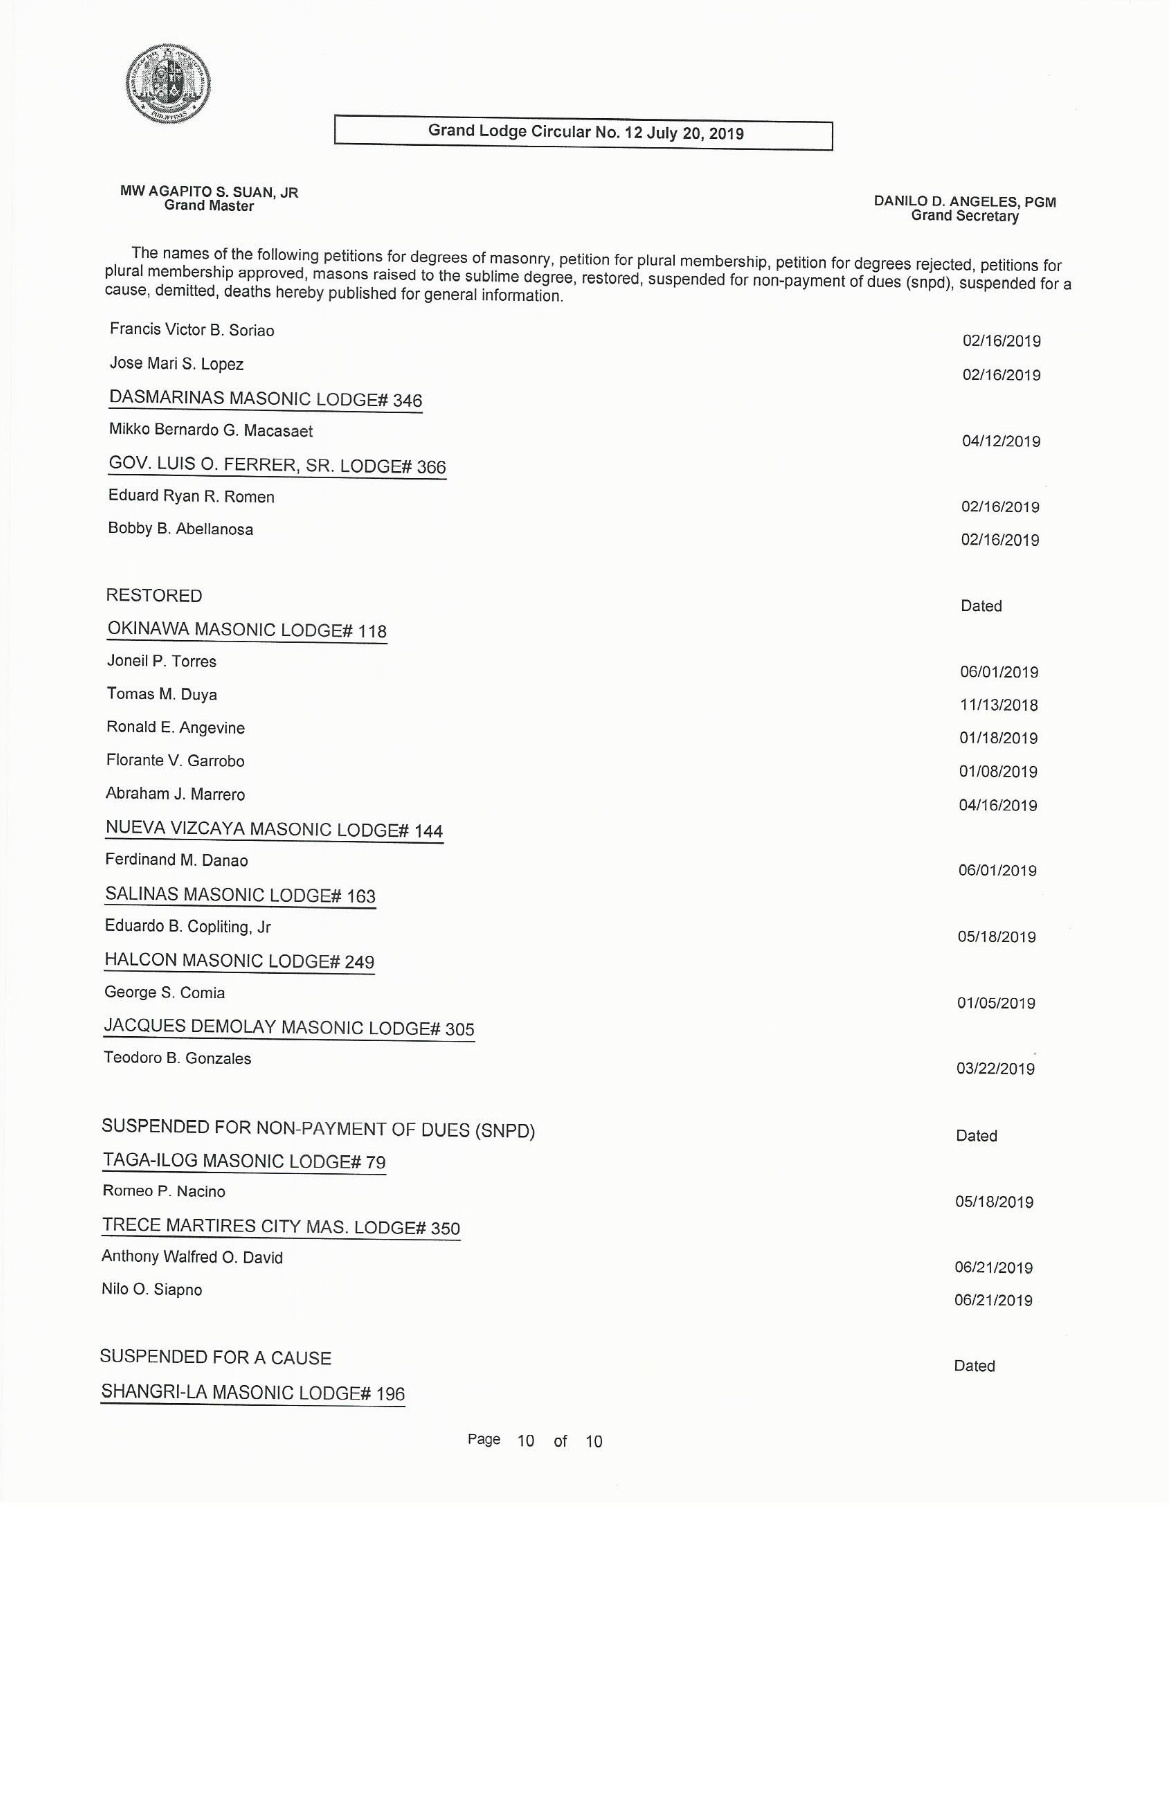 PHILIPPINES
Grand Lodge Circular No. 12 July 20, 2019
MW AGAPITO S. SUAN, JR
Grand Master
DANILO D. ANGELES, PGM
Grand Secretary
The names of the following petitions for degrees of masonry, petition for plural membership, petition for degrees rejected, petitions for
plural membership approved, masons raised to the sublime degree, restored, suspended for non-payment of dues (snpd), suspended for a
cause, demitted, deaths hereby published for general information.
Francis Victor B. Soriao 02/16/2019
Jose Mari S. Lopez 02/16/2019
DASMARINAS MASONIC LODGE# 346
Mikko Bernardo G. Macasaet 04/12/2019
GOV. LUIS O. FERRER, SR. LODGE# 366
Eduard Ryan R. Romen 02/16/2019
Bobby B. Abellanosa 02/16/2019
RESTORED Dated
OKINAWA MASONIC LODGE# 118
Joneil P. Torres 06/01/2019
Tomas M. Duya 11/13/2018
Ronald E. Angevine 01/18/2019
Florante V. Garrobo 01/08/2019
Abraham J. Marrero 04/16/2019
NUEVA VIZCAYA MASONIC LODGE# 144
Ferdinand M. Danao 06/01/2019
SALINAS MASONIC LODGE# 163
Eduardo B. Copliting, Jr 05/18/2019
HALCON MASONIC LODGE# 249
George S. Comia 01/05/2019
JACQUES DEMOLAY MASONIC LODGE# 305
Teodoro B. Gonzales 03/22/2019
SUSPENDED FOR NON-PAYMENT OF DUES (SNPD) Dated
TAGA-ILOG MASONIC LODGE# 79
Romeo P. Nacino 05/18/2019
TRECE MARTIRES CITY MAS. LODGE# 350
Anthony Walfred O. David 06/21/2019
Nilo O. Siapno 06/21/2019
SUSPENDED FOR A CAUSE Dated
SHANGRI-LA MASONIC LODGE# 196
Page 10 of 10